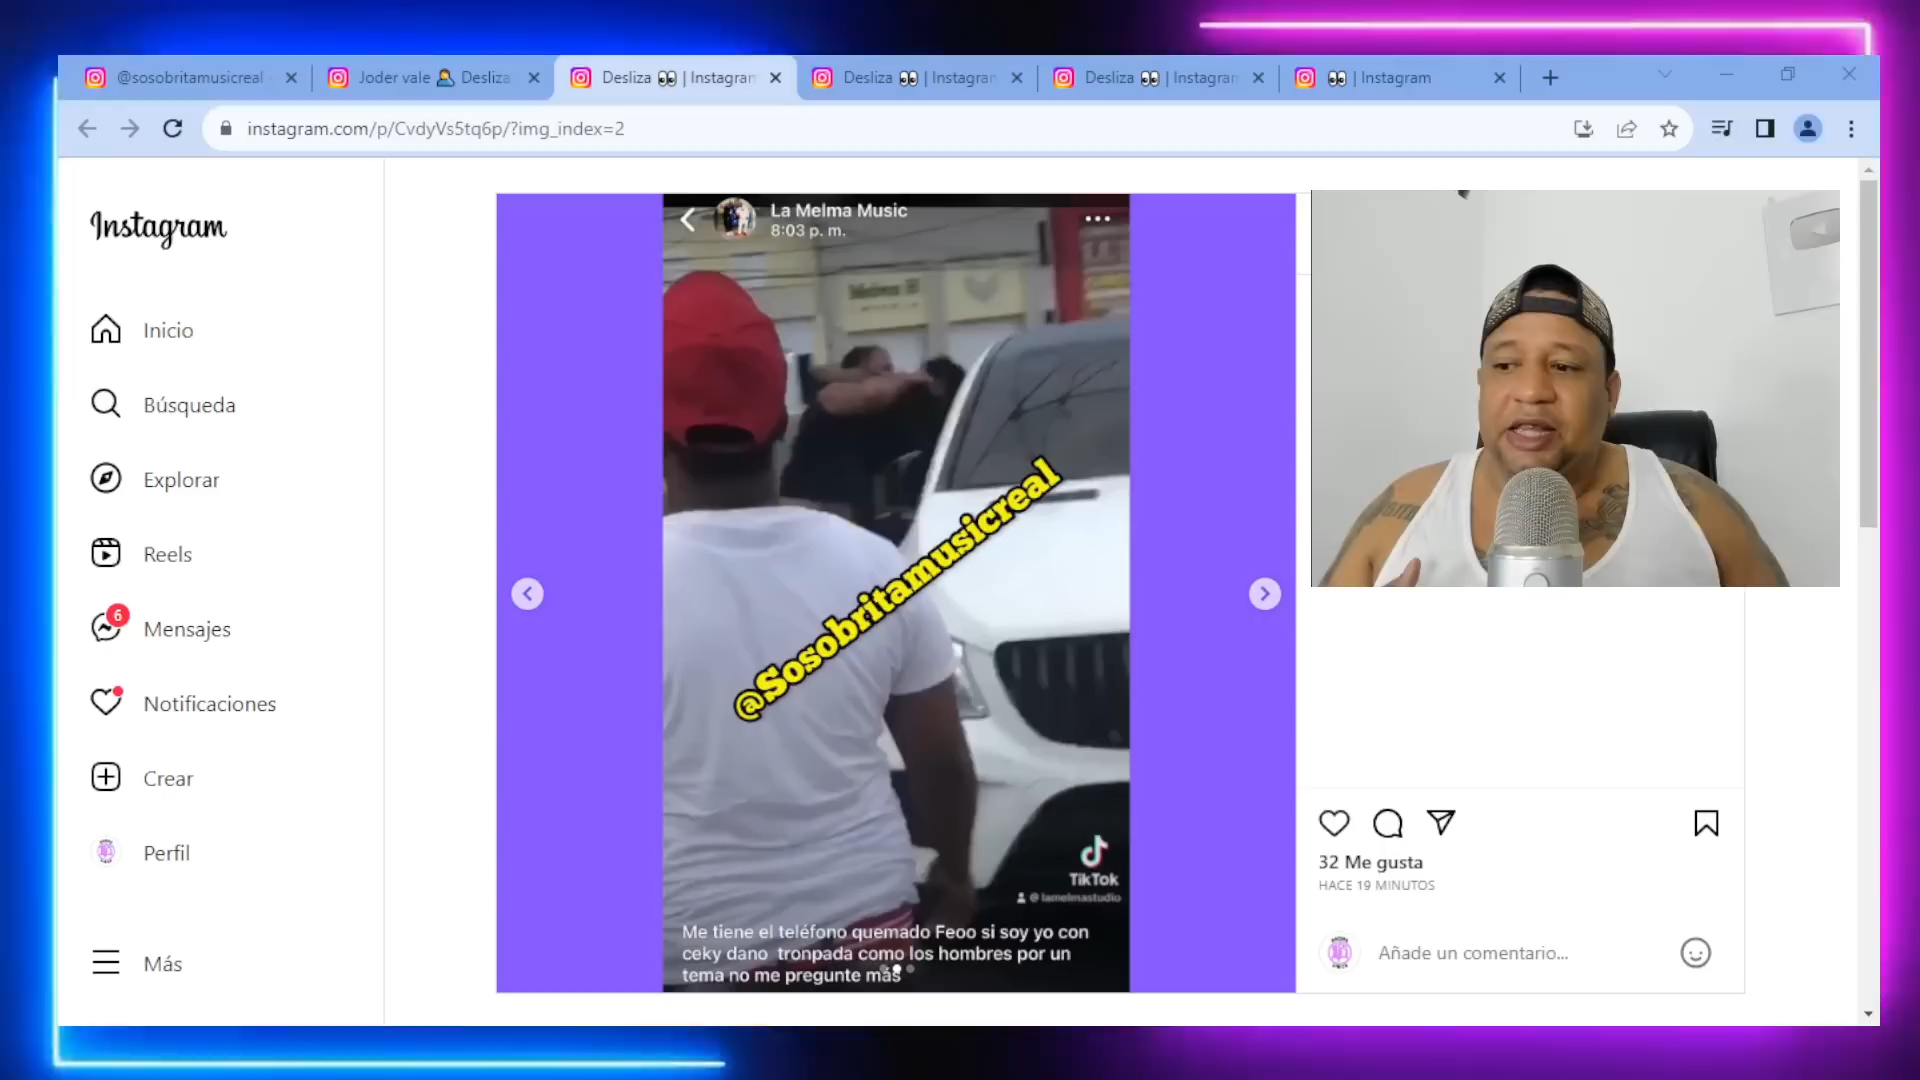 @sosobritamusicreal
Joder vale 🤦 Desliza
Desliza 👀 | Instagram
Desliza 👀 | Instagram
Desliza 👀 | Instagram
👀 | Instagram
instagram.com/p/CvdyVs5tq6p/?img_index=2
Instagram
Inicio
Búsqueda
Explorar
Reels
6
Mensajes
Notificaciones
Crear
Perfil
Más
La Melma Music
8:03 p. m.
@Sosobritamusicreal
TikTok
@lamelmastudio
Me tiene el teléfono quemado Feoo si soy yo con
ceky dano tronpada como los hombres por un
tema no me pregunte más
32 Me gusta
HACE 19 MINUTOS
Añade un comentario...